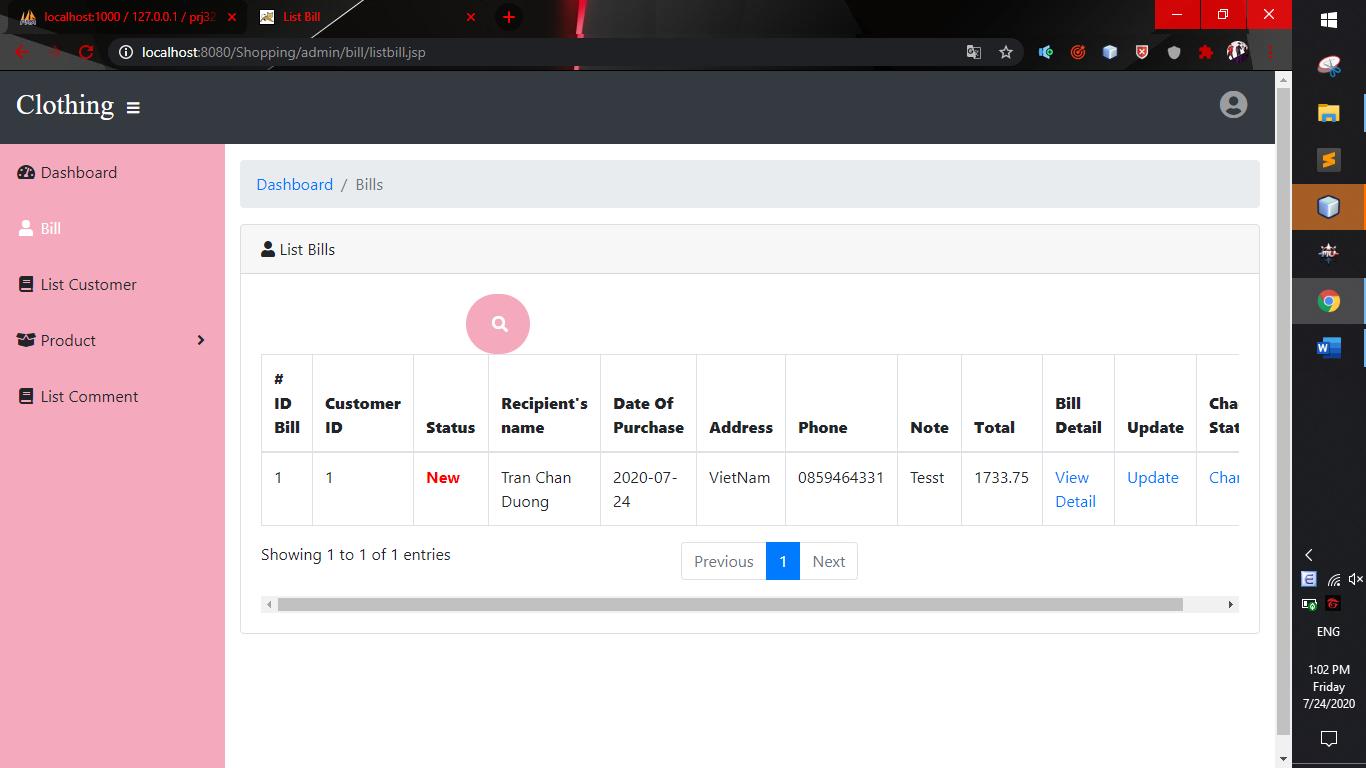 localhost:1000 / 127.0.0.1 / prj32
List Bill
localhost:8080/Shopping/admin/bill/listbill.jsp
Clothing
Dashboard
Bill
List Customer
Product
List Comment
Dashboard / Bills
List Bills
# ID Bill
Customer ID
Status
Recipient's name
Date Of Purchase
Address
Phone
Note
Total
Bill Detail
Update
Cha
Stat
1
1
New
Tran Chan Duong
2020-07-24
VietNam
0859464331
Tesst
1733.75
View Detail
Update
Char
Showing 1 to 1 of 1 entries
Previous 1 Next
ENG
1:02 PM
Friday
7/24/2020